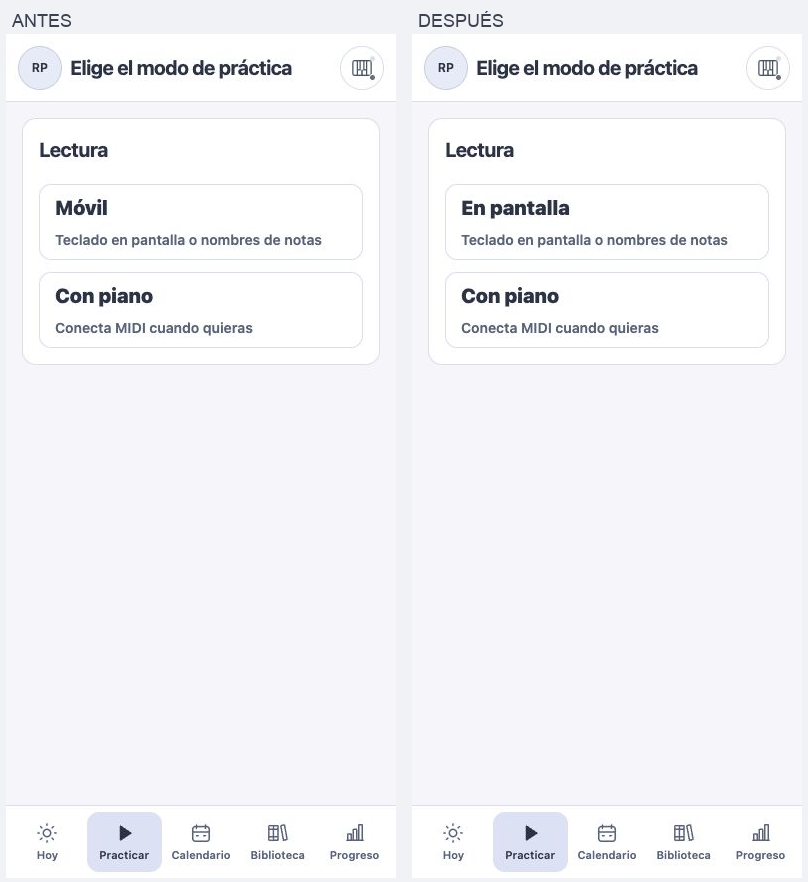 ANTES
RP
Elige el modo de práctica
Lectura
Móvil
Teclado en pantalla o nombres de notas
Con piano
Conecta MIDI cuando quieras
Hoy
Practicar
Calendario
Biblioteca
Progreso
DESPUÉS
RP
Elige el modo de práctica
Lectura
En pantalla
Teclado en pantalla o nombres de notas
Con piano
Conecta MIDI cuando quieras
Hoy
Practicar
Calendario
Biblioteca
Progreso